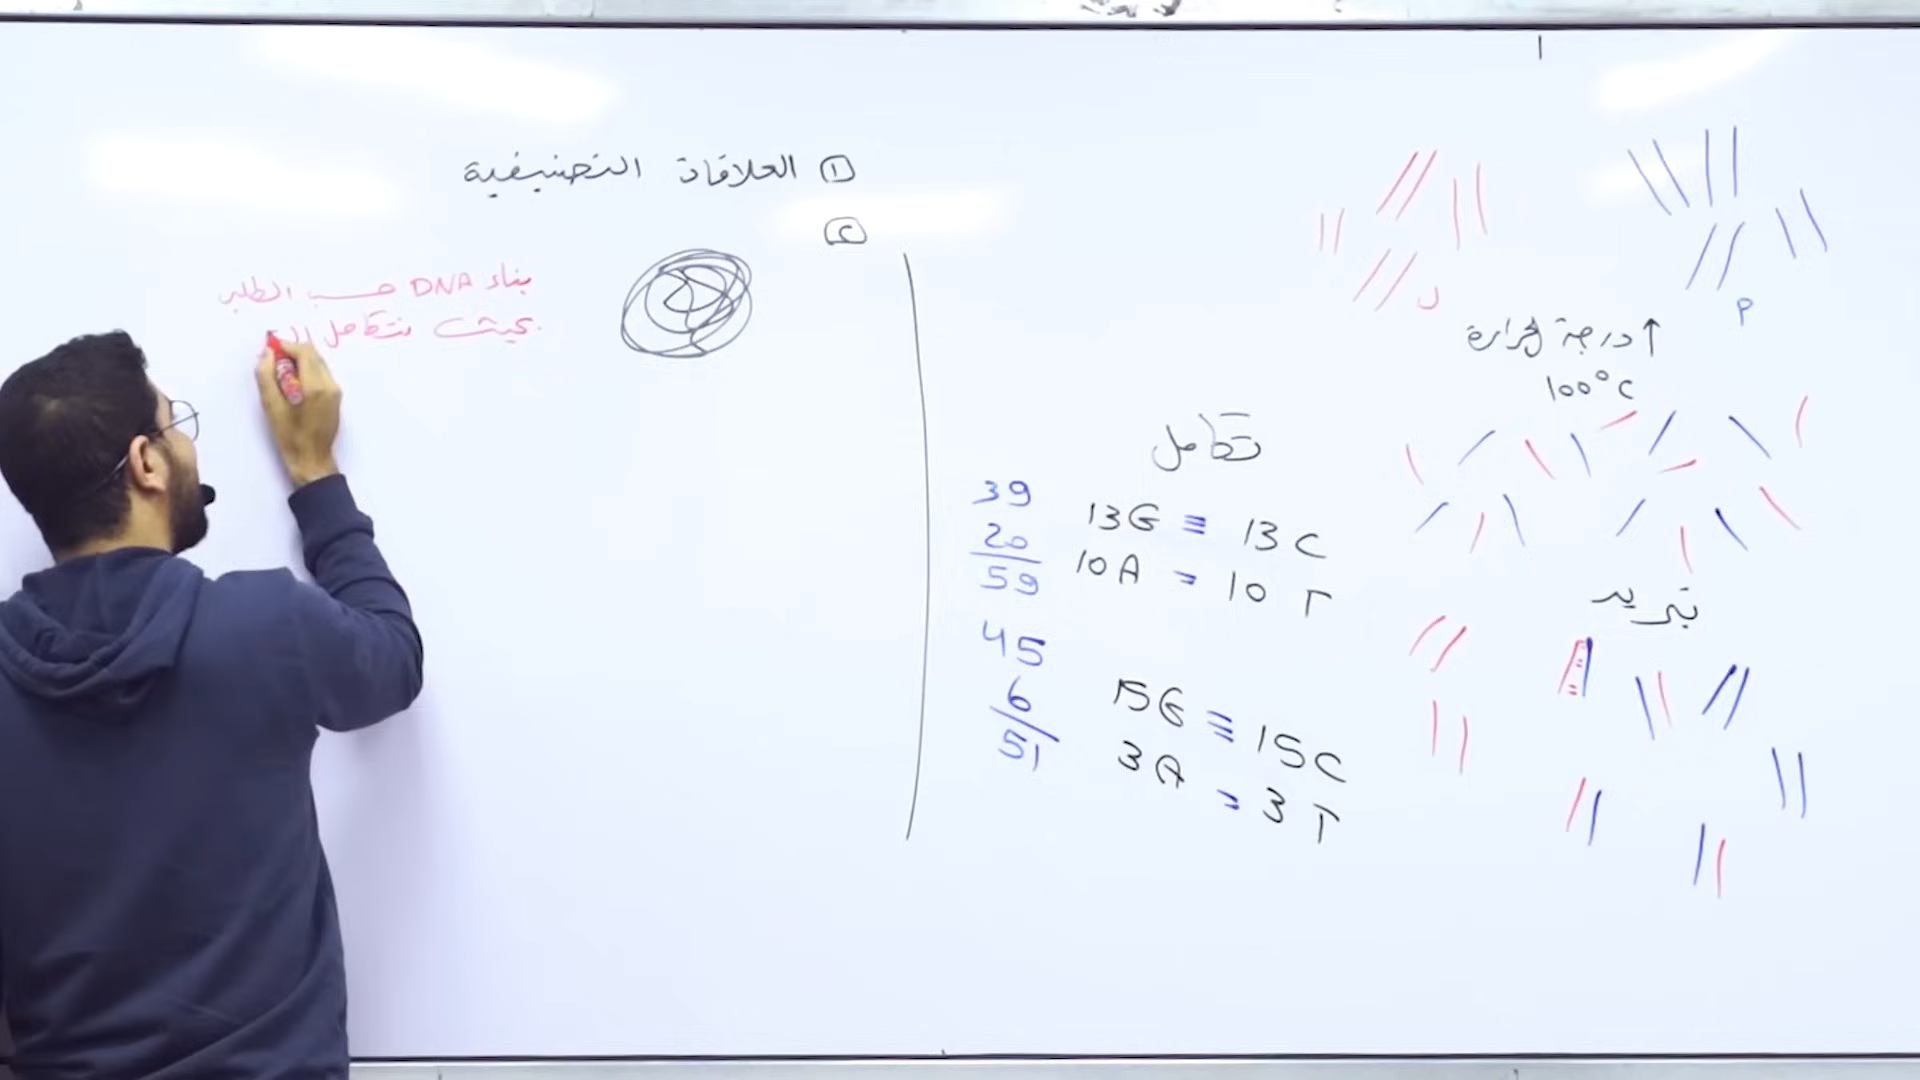 ① العلاقات التصنيفية
②
بناء DNA حسب الطلب
بحيث تتكامل
↑ درجة الحرارة
100°C
تبريد
تكامل
39
20
59
13G ≡ 13C
10A = 10T
45
6
51
15G ≡ 15C
3A = 3T